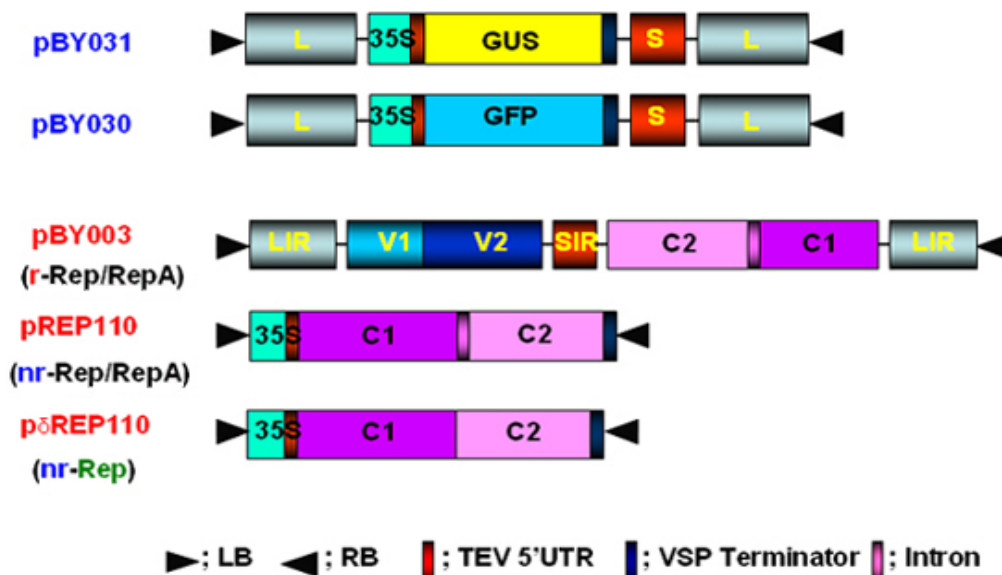 pBY031 L 35S GUS S L
pBY030 L 35S GFP S L
pBY003 LIR V1 V2 SIR C2 C1 LIR
(r-Rep/RepA)
pREP110 35S C1 C2
(nr-Rep/RepA)
pδREP110 35S C1 C2
(nr-Rep)
; LB ; RB ; TEV 5'UTR ; VSP Terminator ; Intron